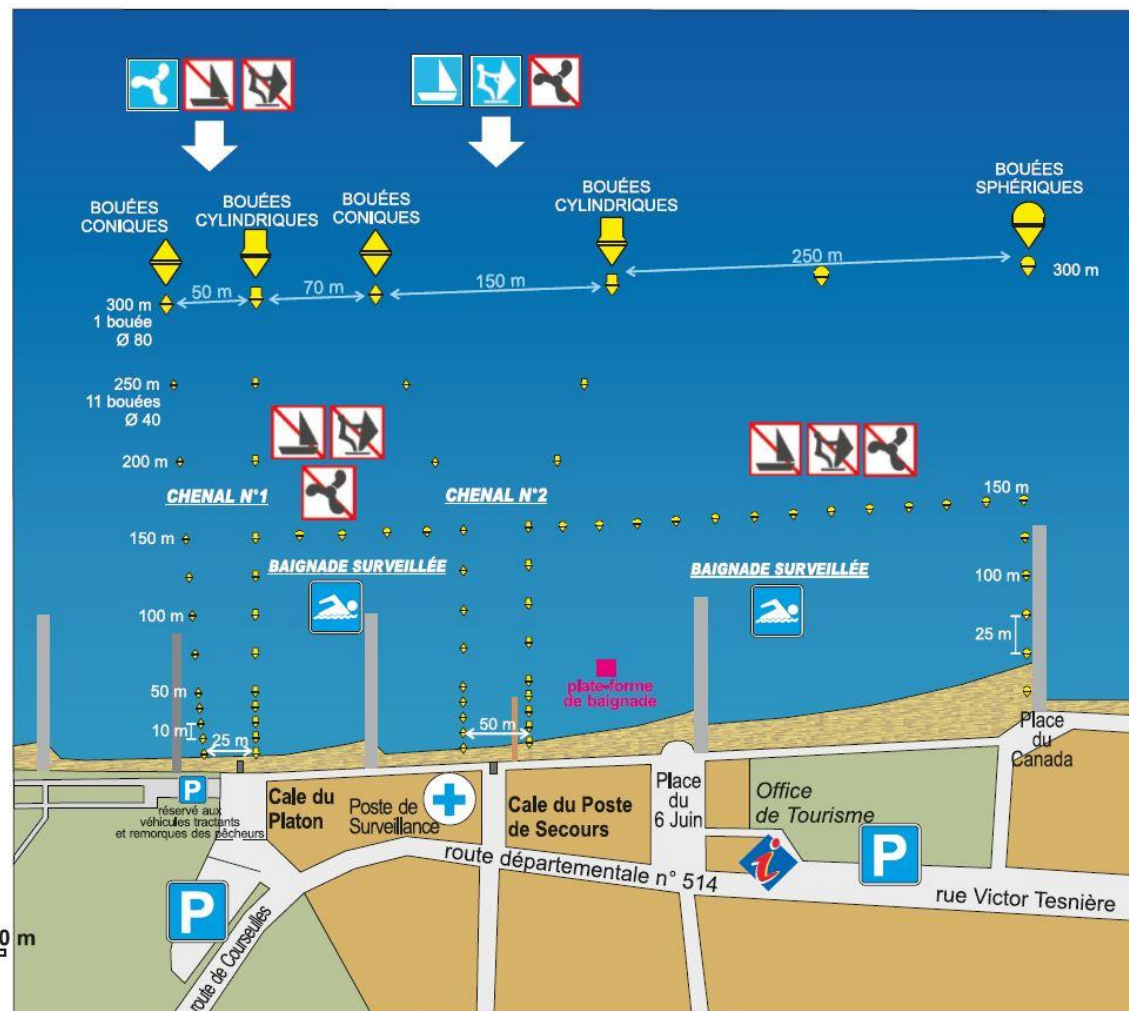 BOUÉES
CONIQUES
BOUÉES
CYLINDRIQUES
BOUÉES
CONIQUES
BOUÉES
CYLINDRIQUES
BOUÉES
SPHÉRIQUES
50 m
70 m
150 m
250 m
300 m
300 m
1 bouée
Ø 80
250 m
11 bouées
Ø 40
200 m
CHENAL N°1
CHENAL N°2
150 m
150 m
BAIGNADE SURVEILLÉE
BAIGNADE SURVEILLÉE
100 m
100 m
25 m
50 m
10 m
25 m
50 m
plate-forme
de baignade
P
réservé aux
véhicules tractants
et remorques des pêcheurs
Cale du
Platon
Poste de
Surveillance
Cale du Poste
de Secours
Place
du
6 Juin
Office
de Tourisme
Place
du
Canada
route départementale n° 514
i
P
rue Victor Tesnière
P
route de Courseulles
0 m